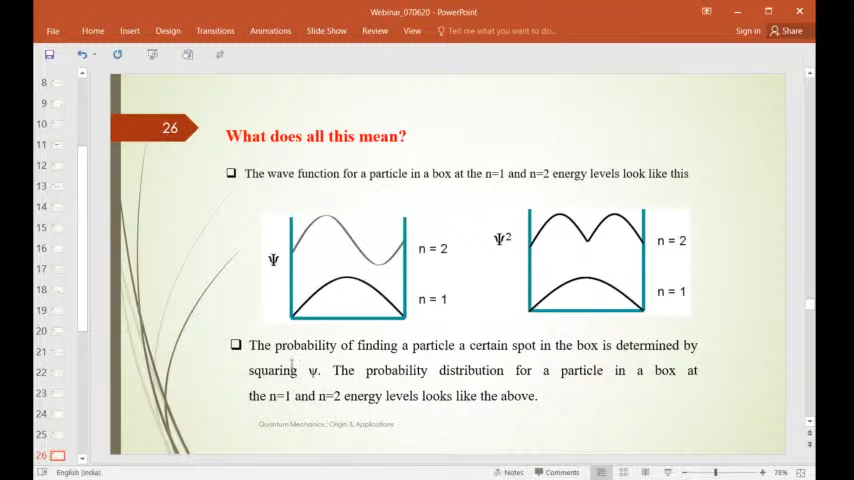 Webinar_070620 - PowerPoint
File Home Insert Design Transitions Animations Slide Show Review View Tell me what you want to do... Sign in Share
8
9
10
11
12
13
14
15
16
17
18
19
20
21
22
23
24
25
26
26
What does all this mean?
The wave function for a particle in a box at the n=1 and n=2 energy levels look like this
Ψ
n = 2
n = 1
Ψ2
n = 2
n = 1
The probability of finding a particle a certain spot in the box is determined by
squaring ψ. The probability distribution for a particle in a box at
the n=1 and n=2 energy levels looks like the above.
Quantum Mechanics : Origin & Applications
English (India) Notes Comments 78%